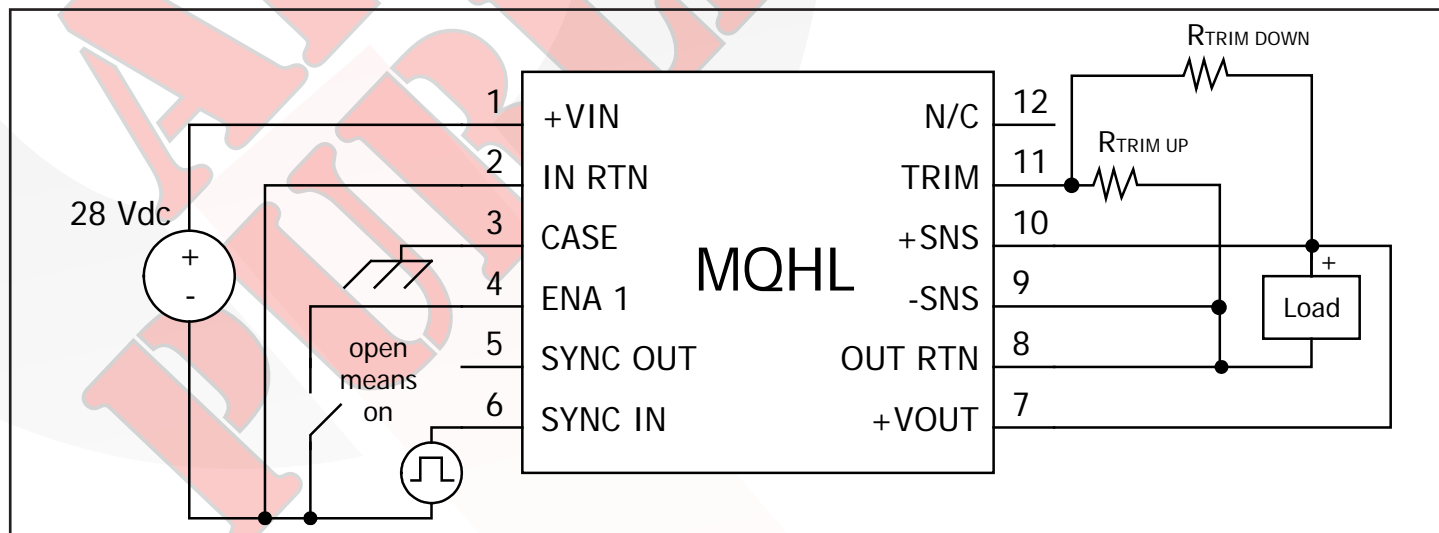 RTRIM DOWN
RTRIM UP
28 Vdc
+
-
open
means
on
MQHL
1 +VIN
2 IN RTN
3 CASE
4 ENA 1
5 SYNC OUT
6 SYNC IN
12 N/C
11 TRIM
10 +SNS
9 -SNS
8 OUT RTN
7 +VOUT
+
Load